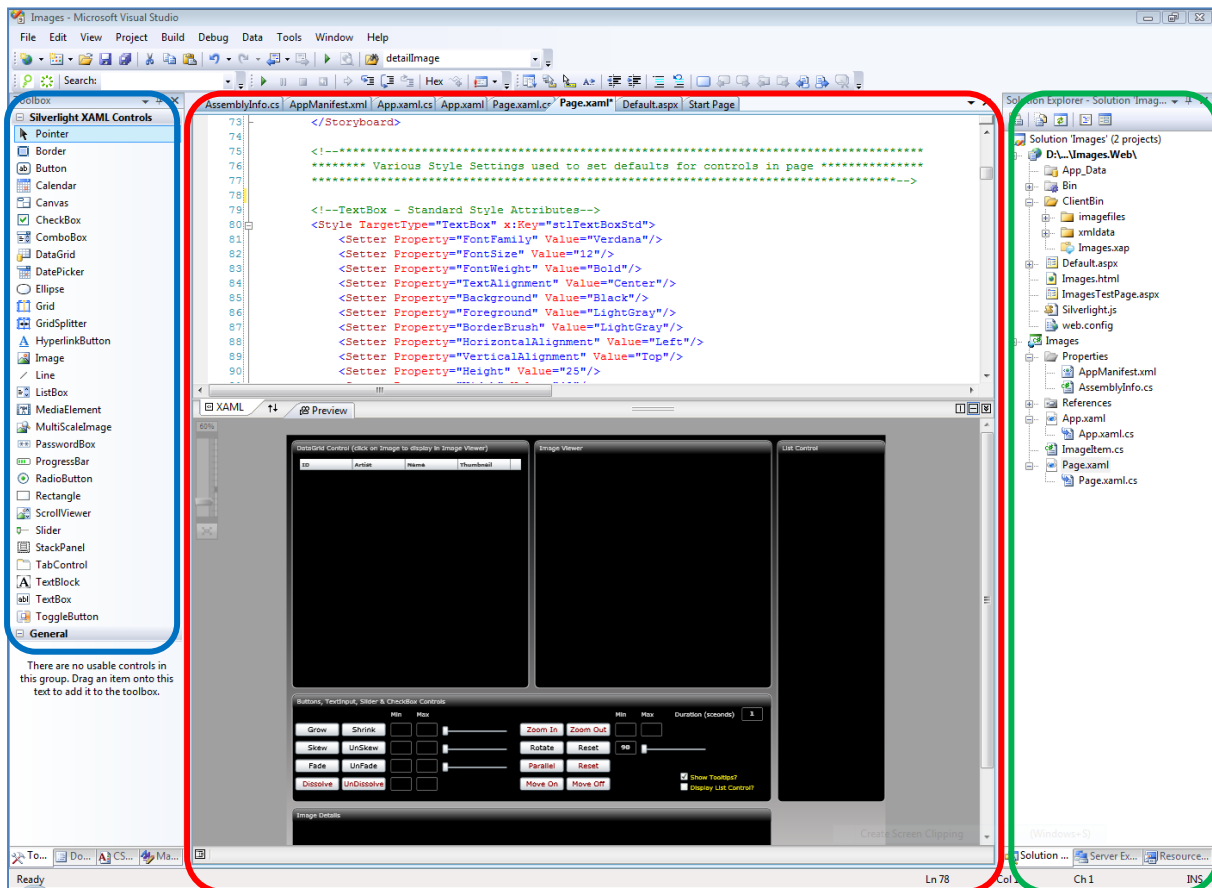 Images - Microsoft Visual Studio
File Edit View Project Build Debug Data Tools Window Help
detailImage
Search:
Hex
Toolbox
Silverlight XAML Controls
Pointer
Border
Button
Calendar
Canvas
CheckBox
ComboBox
DataGrid
DatePicker
Ellipse
Grid
GridSplitter
HyperlinkButton
Image
Line
ListBox
MediaElement
MultiScaleImage
PasswordBox
ProgressBar
RadioButton
Rectangle
ScrollViewer
Slider
StackPanel
TabControl
TextBlock
TextBox
ToggleButton
General
There are no usable controls in
this group. Drag an item onto this
text to add it to the toolbox.
To... Do... CS... Ma...
AssemblyInfo.cs AppManifest.xml App.xaml.cs App.xaml Page.xaml.cs Page.xaml* Default.aspx Start Page
73 </Storyboard>
74
75 <!--*******************************************************************************
76 ******** Various Style Settings used to set defaults for controls in page **************
77 ********************************************************************************-->
78
79 <!--TextBox - Standard Style Attributes-->
80 <Style TargetType="TextBox" x:Key="stlTextBoxStd">
81 <Setter Property="FontFamily" Value="Verdana"/>
82 <Setter Property="FontSize" Value="12"/>
83 <Setter Property="FontWeight" Value="Bold"/>
84 <Setter Property="TextAlignment" Value="Center"/>
85 <Setter Property="Background" Value="Black"/>
86 <Setter Property="Foreground" Value="LightGray"/>
87 <Setter Property="BorderBrush" Value="LightGray"/>
88 <Setter Property="HorizontalAlignment" Value="Left"/>
89 <Setter Property="VerticalAlignment" Value="Top"/>
90 <Setter Property="Height" Value="25"/>
XAML Preview
60%
DataGrid Control (click on Image to display in Image Viewer)
ID Artist Name Thumbnail
Image Viewer
List Control
Buttons, TextInput, Slider & CheckBox Controls
Min Max Min Max Duration (sceonds) 1
Grow Shrink Zoom In Zoom Out
Skew UnSkew Rotate Reset 90
Fade UnFade Parallel Reset
Show Tooltips?
Dissolve UnDissolve Move On Move Off Display List Control?
Image Details
Create Screen Clipping (Windows+S)
Solution Explorer - Solution 'Imag...
Solution 'Images' (2 projects)
D:\...\Images.Web\
App_Data
Bin
ClientBin
imagefiles
xmldata
Images.xap
Default.aspx
Images.html
ImagesTestPage.aspx
Silverlight.js
web.config
Images
Properties
AppManifest.xml
AssemblyInfo.cs
References
App.xaml
App.xaml.cs
ImageItem.cs
Page.xaml
Page.xaml.cs
Solution ... Server Ex... Resource...
Ready Ln 78 Col 1 Ch 1 INS